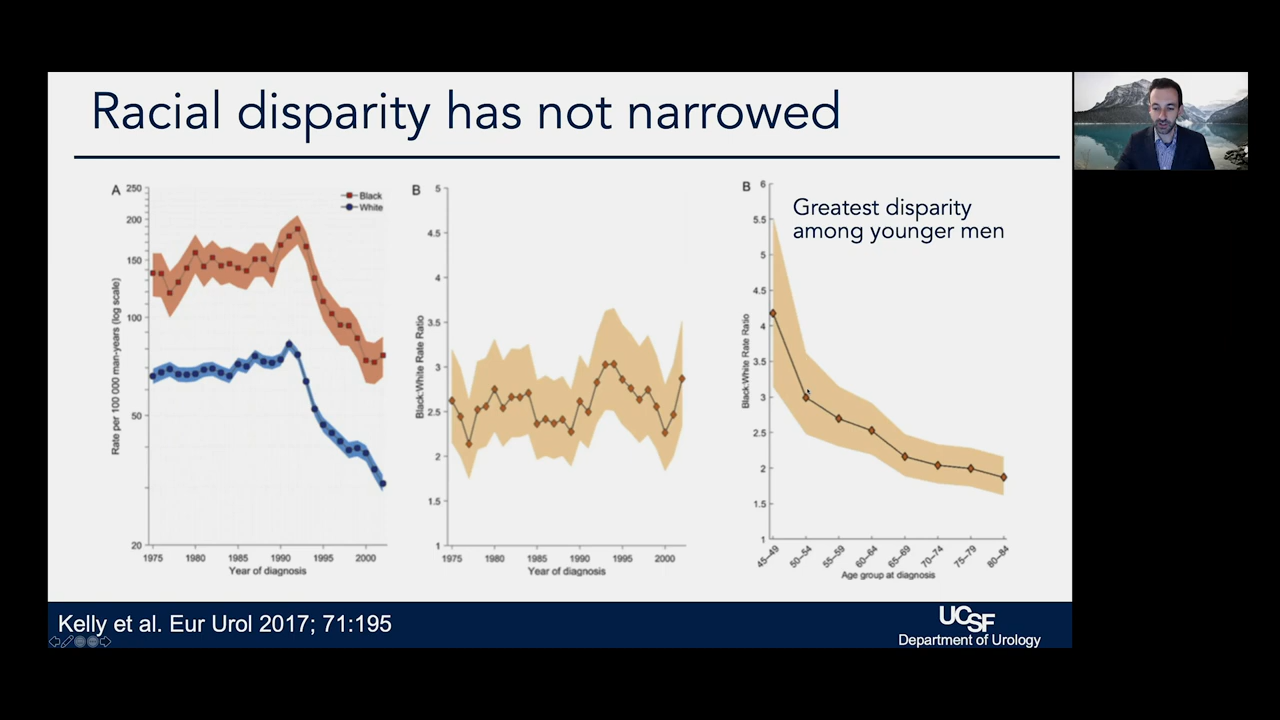 Racial disparity has not narrowed
A
250
200
150
100
50
20
Rate per 100 000 man-years (log scale)
Black
White
1975
1980
1985
1990
1995
2000
Year of diagnosis
B
5
4.5
4
3.5
3
2.5
2
1.5
1
Black:White Rate Ratio
1975
1980
1985
1990
1995
2000
Year of diagnosis
B
6
5.5
5
4.5
4
3.5
3
2.5
2
1.5
1
Black:White Rate Ratio
Greatest disparity
among younger men
45–49
50–54
55–59
60–64
65–69
70–74
75–79
80–84
Age group at diagnosis
Kelly et al. Eur Urol 2017; 71:195
UCSF
Department of Urology